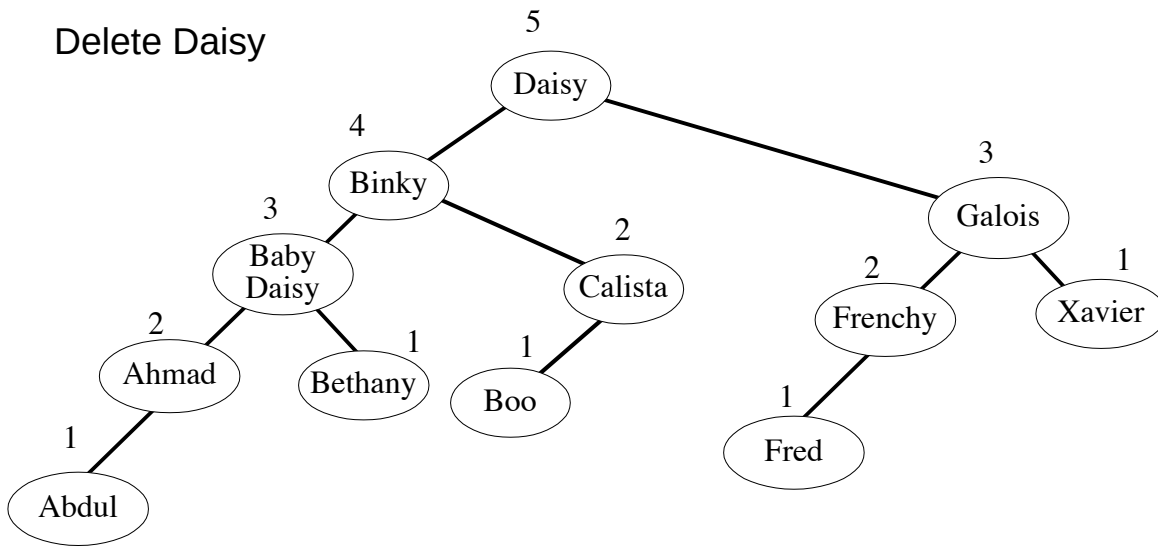 Delete Daisy
5
Daisy
4
Binky
3
Galois
3
Baby
Daisy
2
Calista
2
Frenchy
1
Xavier
2
Ahmad
1
Bethany
1
Boo
1
Fred
1
Abdul